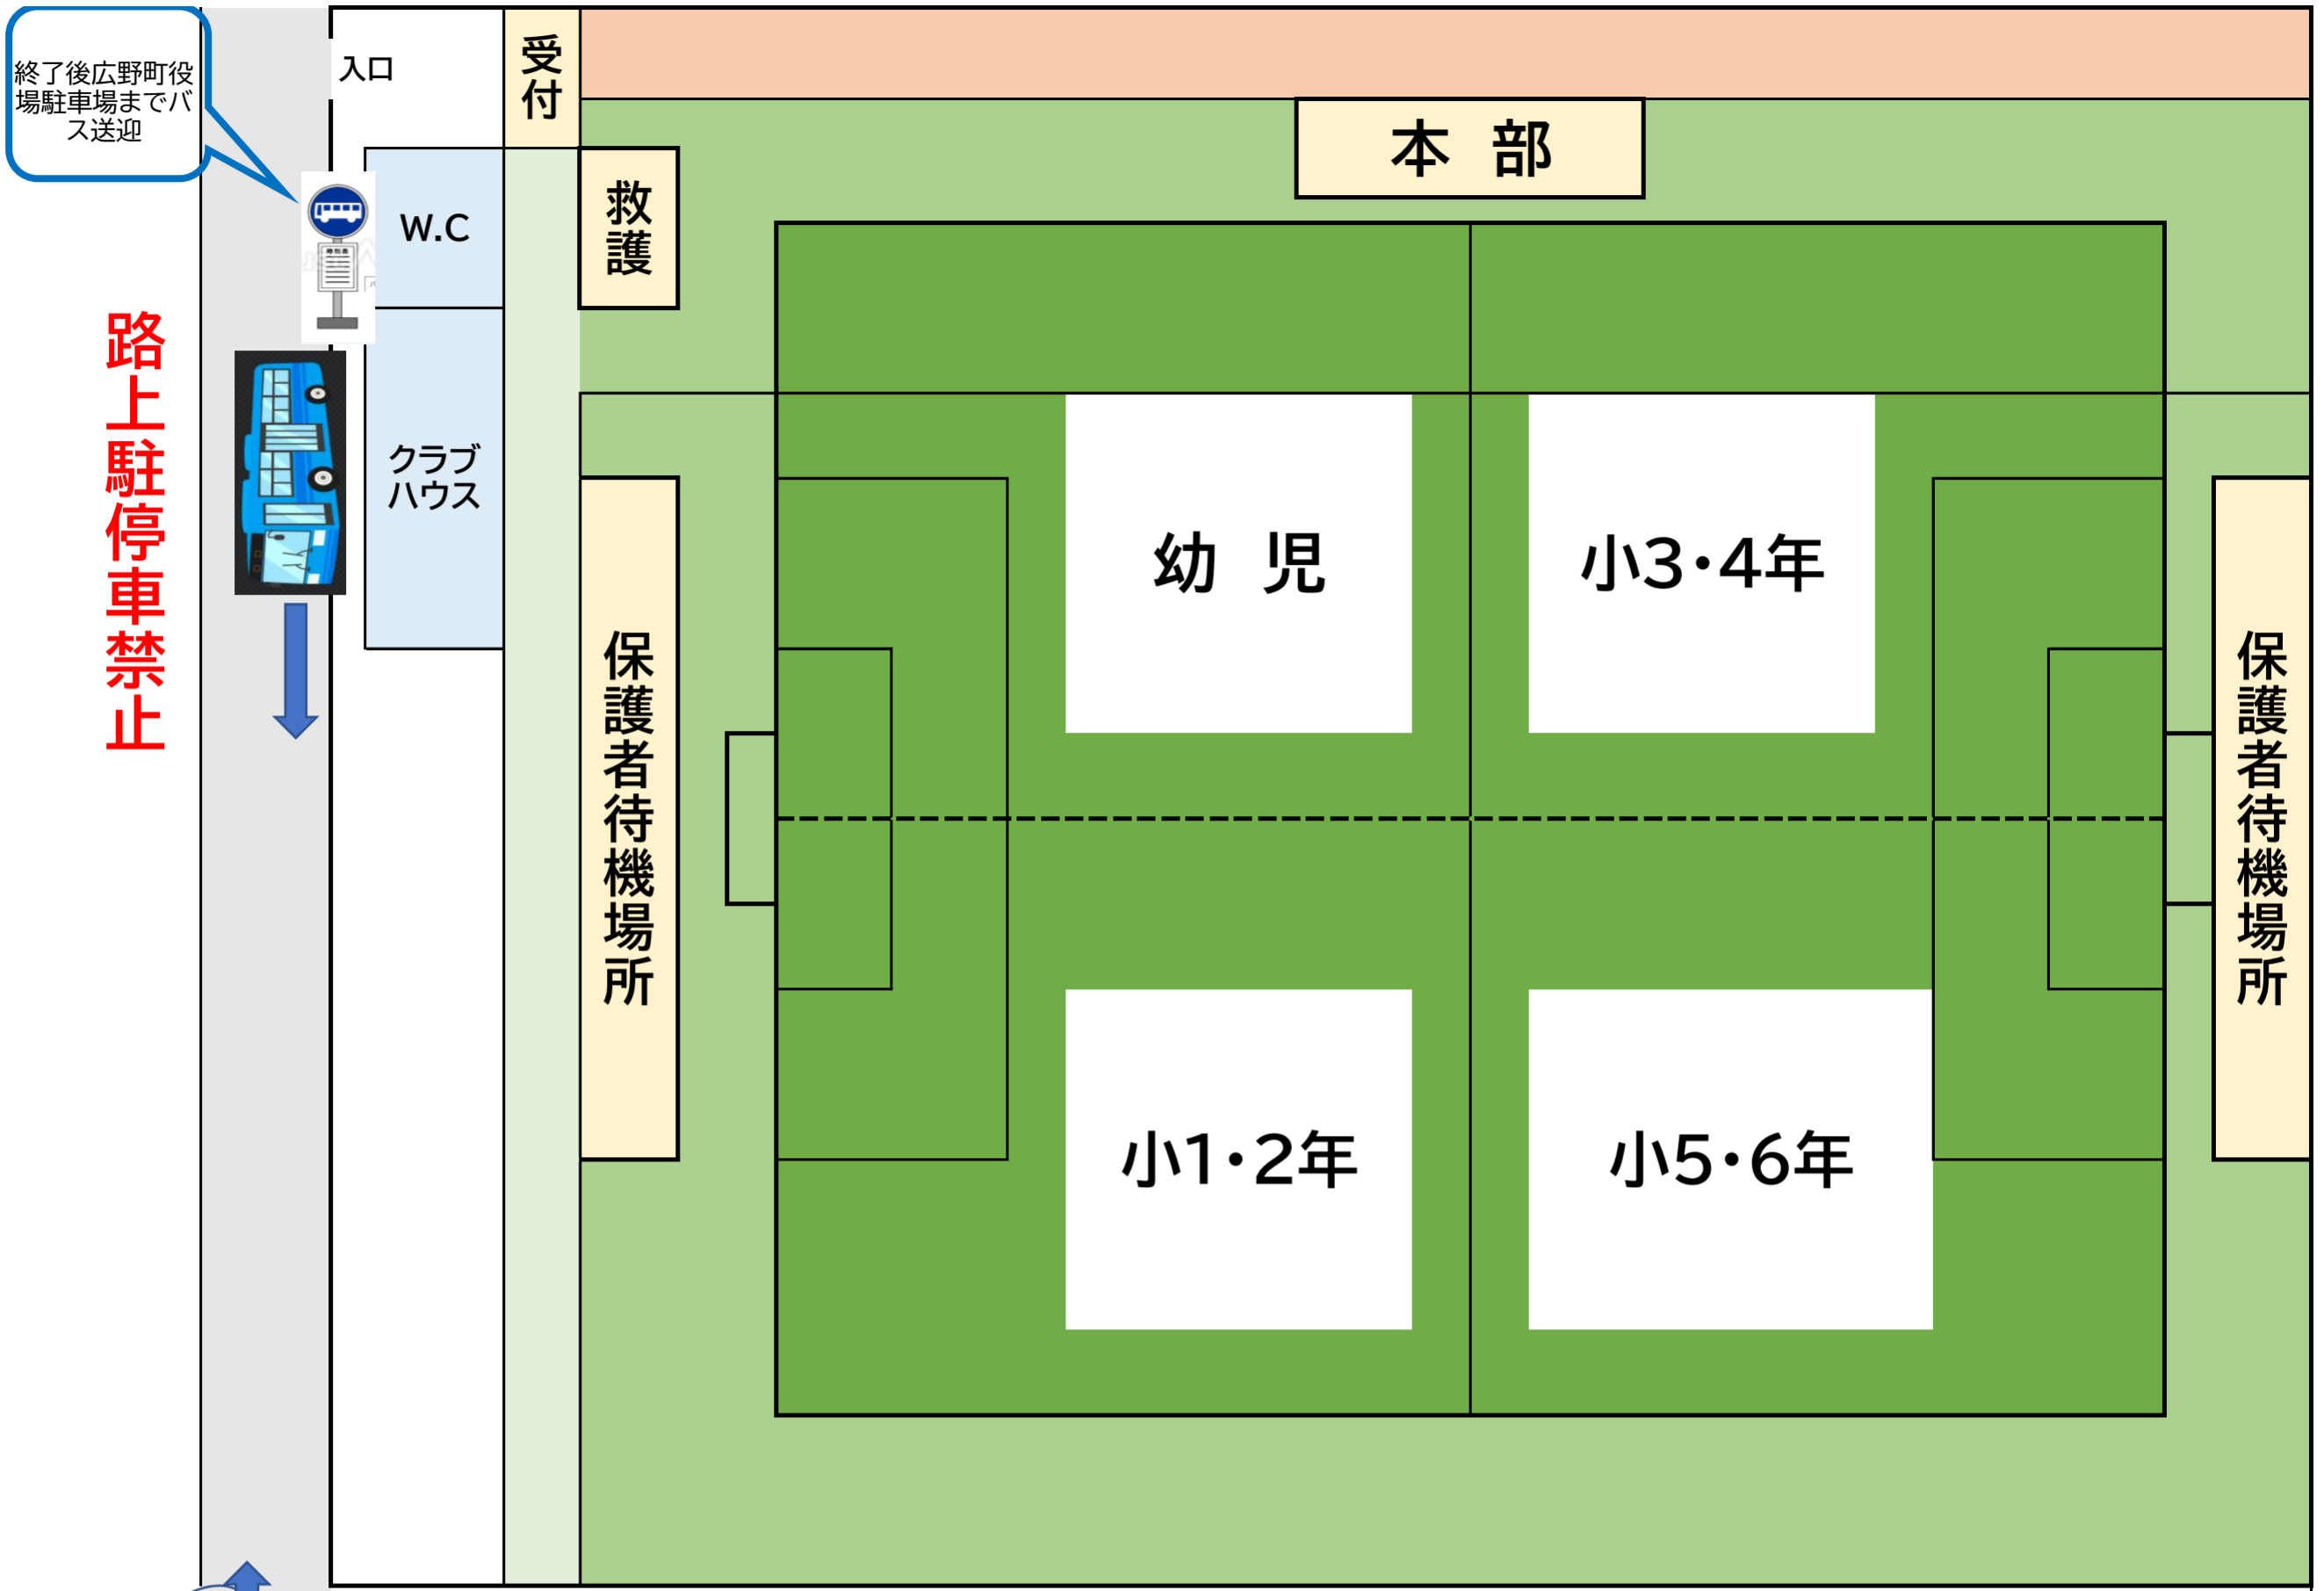 終了後広野町役
場駐車場までバ
ス送迎
入口
受付
本 部
W.C
救護
路上駐停車禁止
クラブ
ハウス
幼 児
小3・4年
保護者待機場所
保護者待機場所
小1・2年
小5・6年